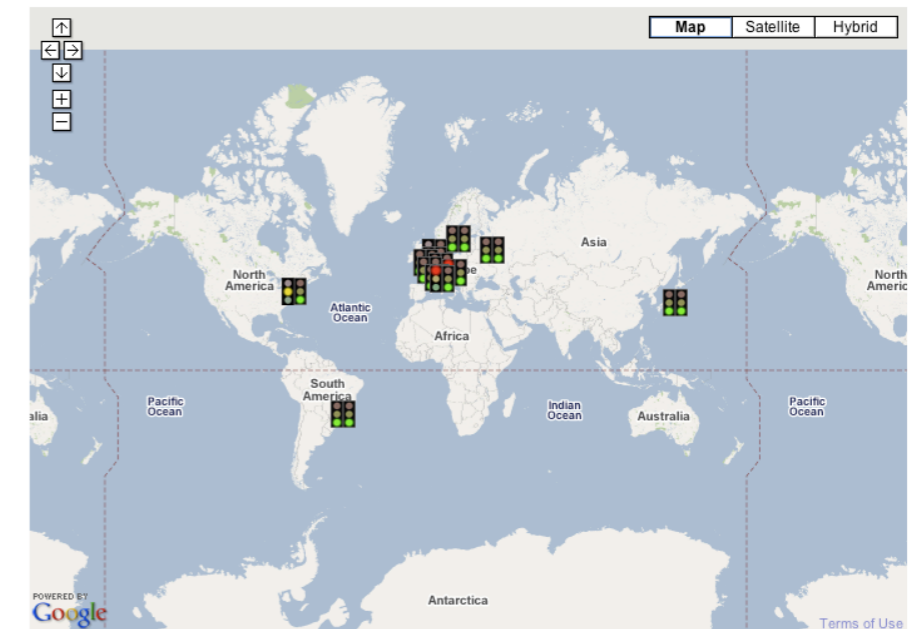 Map
Satellite
Hybrid
Asia
North
America
pe
North
Americ
Atlantic
Ocean
Africa
South
America
Pacific
Ocean
Indian
Ocean
Pacific
Ocean
alia
Australia
Antarctica
POWERED BY
Google
Terms of Use